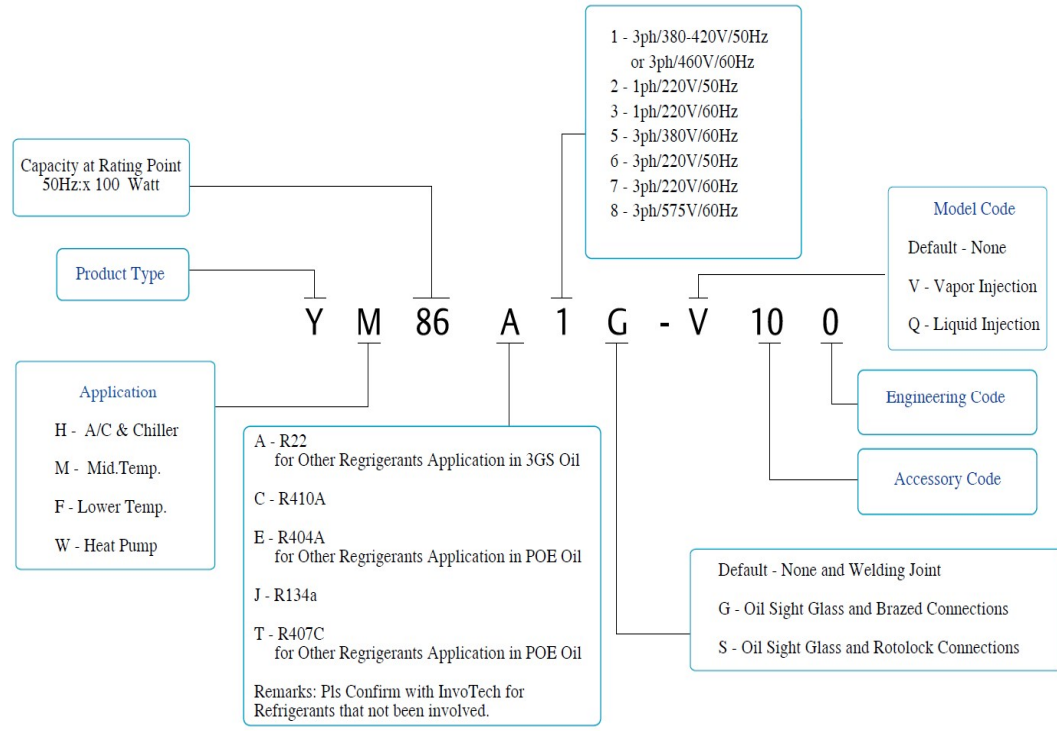 1 - 3ph/380-420V/50Hz
or 3ph/460V/60Hz
2 - 1ph/220V/50Hz
3 - 1ph/220V/60Hz
5 - 3ph/380V/60Hz
6 - 3ph/220V/50Hz
7 - 3ph/220V/60Hz
8 - 3ph/575V/60Hz
Capacity at Rating Point
50Hz:x 100 Watt
Product Type
Model Code
Default - None
V - Vapor Injection
Q - Liquid Injection
Y M 86 A 1 G - V 10 0
Application
H - A/C & Chiller
M - Mid.Temp.
F - Lower Temp.
W - Heat Pump
A - R22
for Other Regrigerants Application in 3GS Oil
C - R410A
E - R404A
for Other Regrigerants Application in POE Oil
J - R134a
T - R407C
for Other Regrigerants Application in POE Oil
Remarks: Pls Confirm with InvoTech for
Refrigerants that not been involved.
Engineering Code
Accessory Code
Default - None and Welding Joint
G - Oil Sight Glass and Brazed Connections
S - Oil Sight Glass and Rotolock Connections